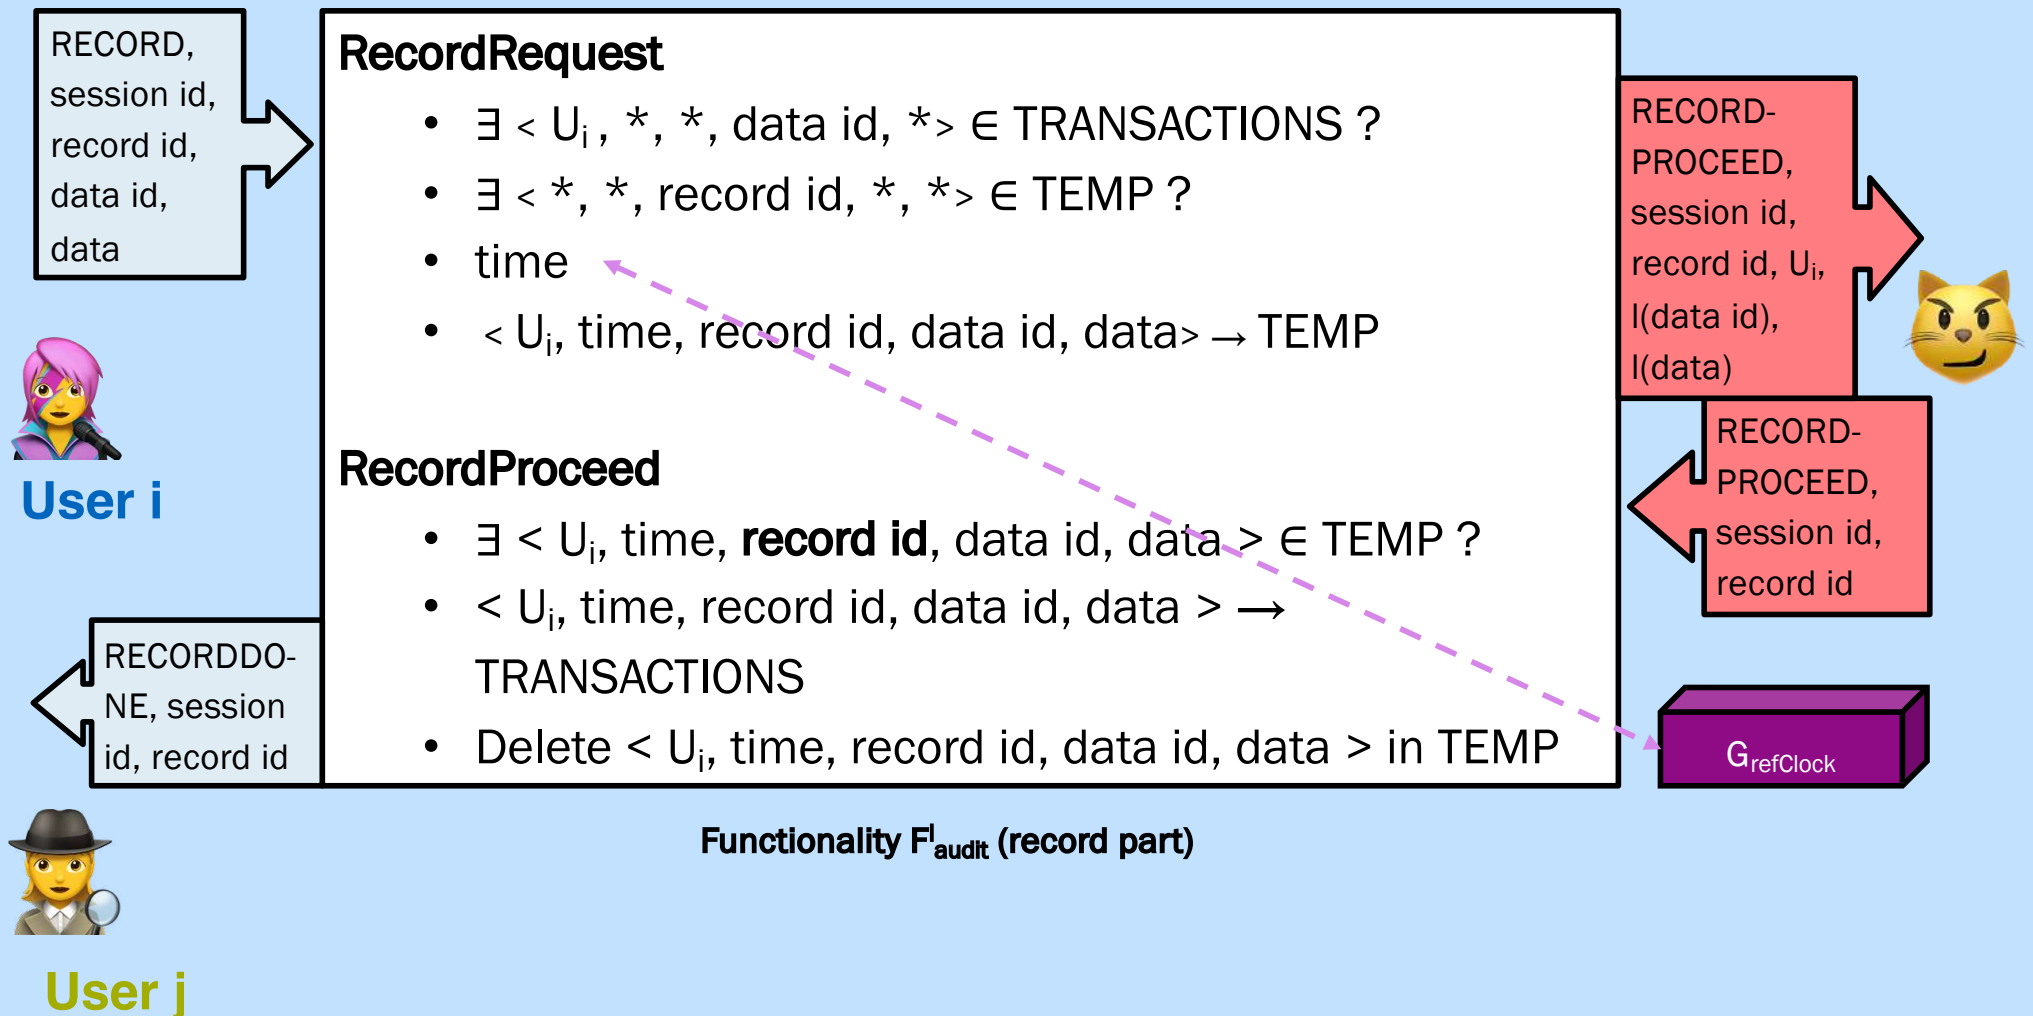 RECORD,
session id,
record id,
data id,
data
RecordRequest
• ∃ < Uᵢ , *, *, data id, *> ∈ TRANSACTIONS ?
• ∃ < *, *, record id, *, *> ∈ TEMP ?
• time
• < Uᵢ, time, record id, data id, data> → TEMP
RECORD-
PROCEED,
session id,
record id, Uᵢ,
l(data id),
l(data)
User i
RecordProceed
• ∃ < Uᵢ, time, record id, data id, data > ∈ TEMP ?
• < Uᵢ, time, record id, data id, data > →
TRANSACTIONS
• Delete < Uᵢ, time, record id, data id, data > in TEMP
RECORD-
PROCEED,
session id,
record id
RECORDDO-
NE, session
id, record id
G_refClock
Functionality F^l_audit (record part)
User j